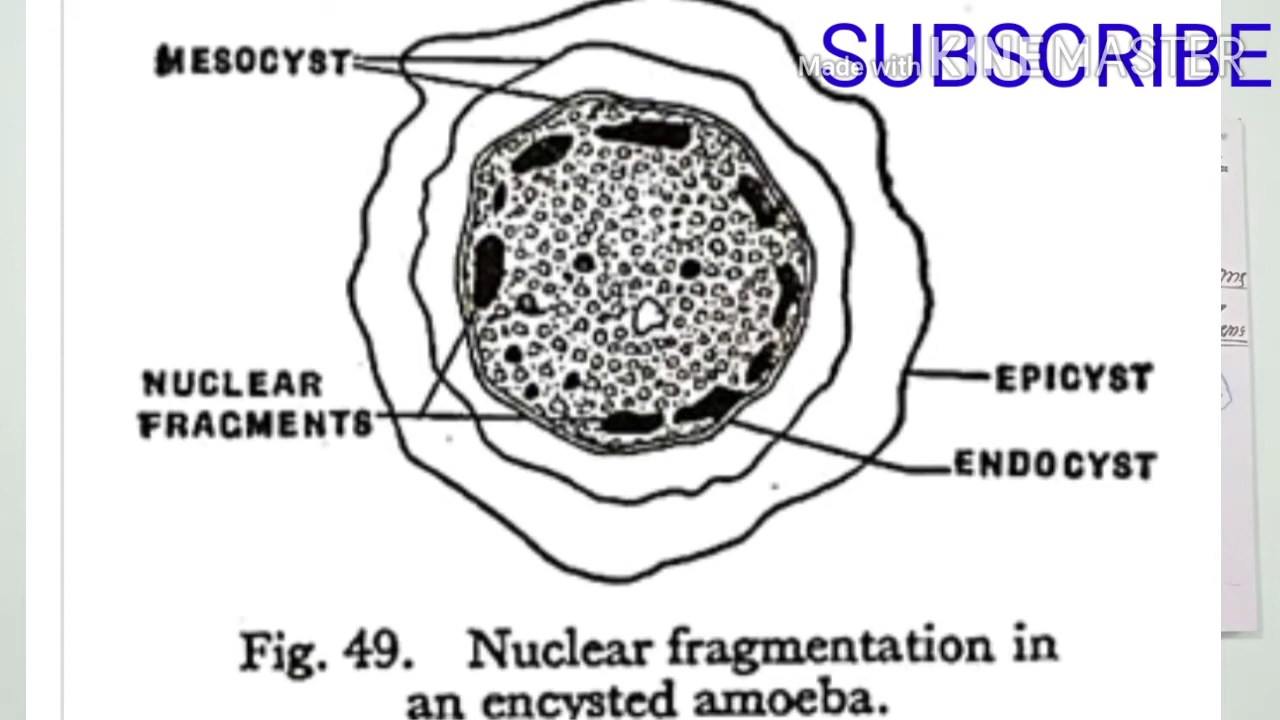 SUBSCRIBE
Made with KINEMASTER
MESOCYST
NUCLEAR
FRAGMENTS
EPICYST
ENDOCYST
Fig. 49. Nuclear fragmentation in
an encysted amoeba.